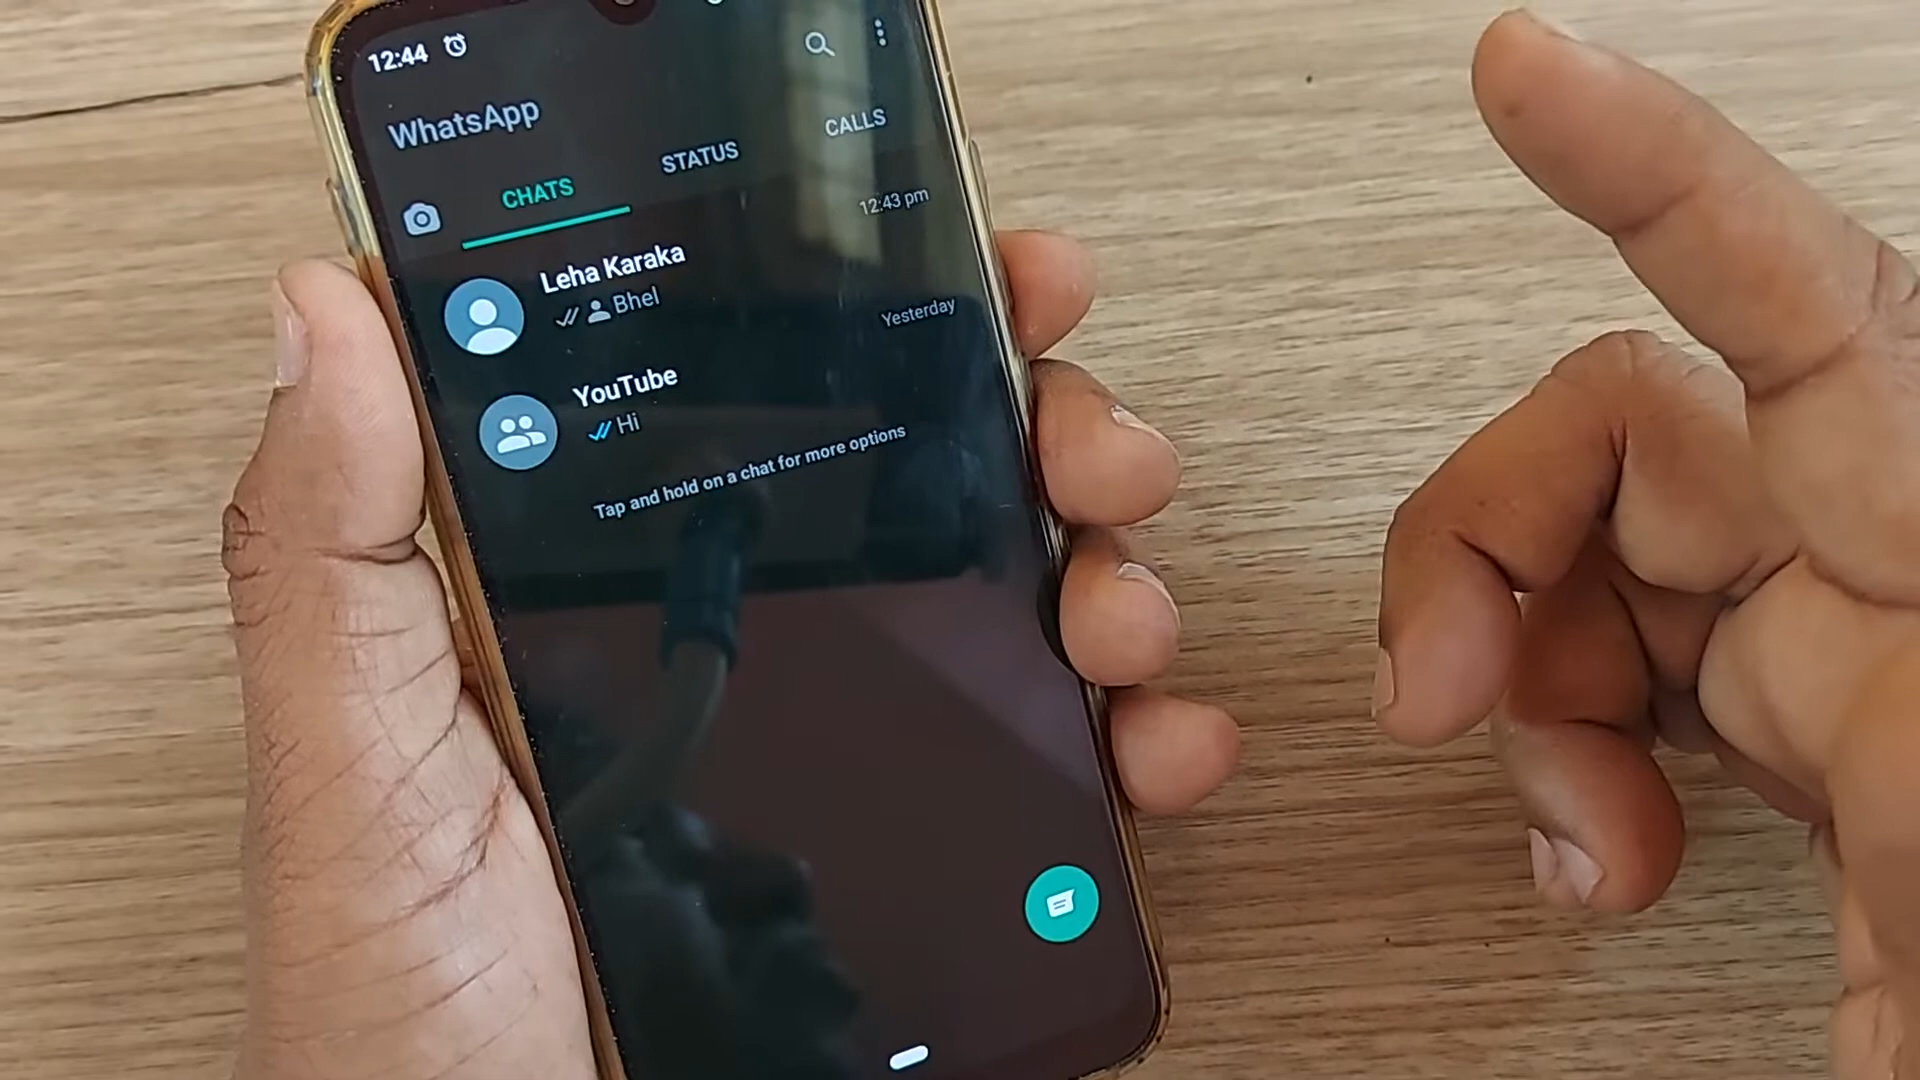 12:44
WhatsApp
CHATS
STATUS
CALLS
Leha Karaka
12:43 pm
Bhel
YouTube
Yesterday
Hi
Tap and hold on a chat for more options